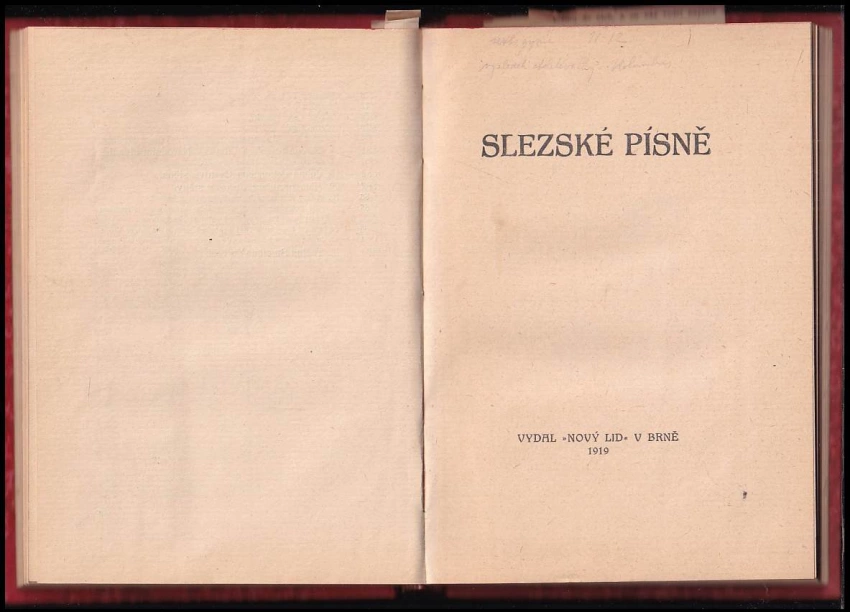 SLEZSKÉ PÍSNĚ
VYDAL »NOVÝ LID« V BRNĚ
1919